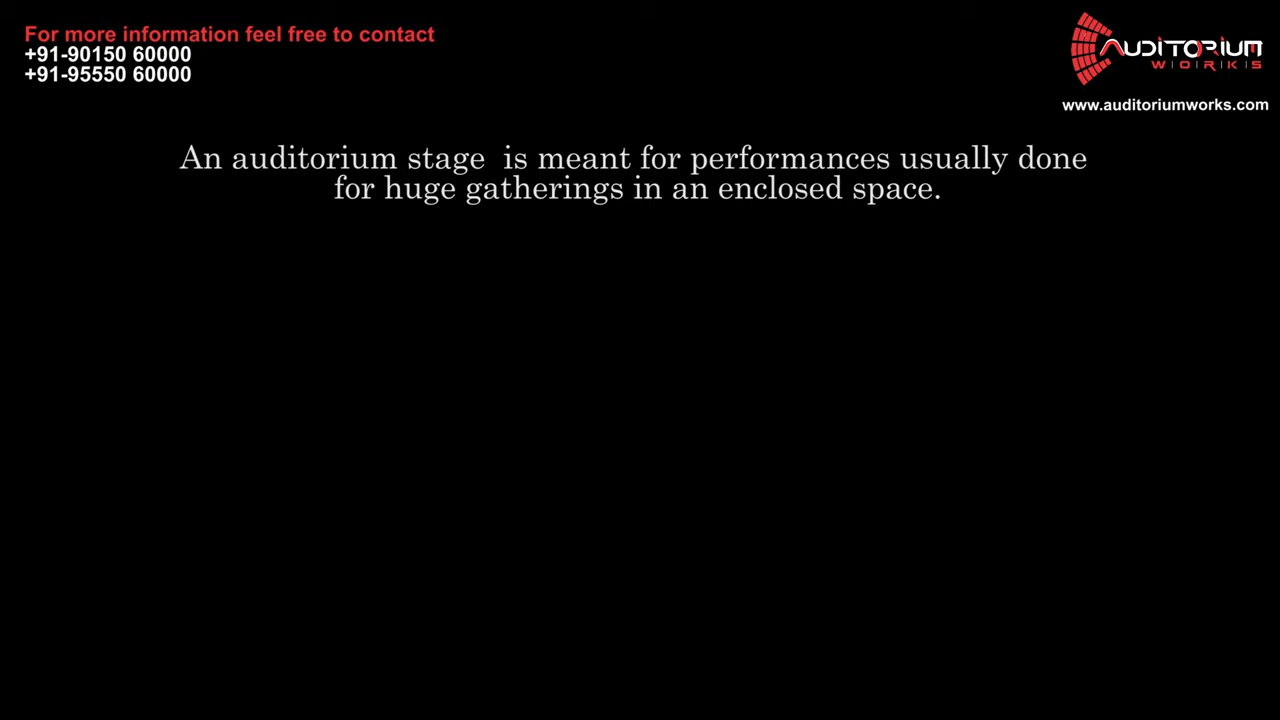 For more information feel free to contact
+91-90150 60000
+91-95550 60000
AUDITORIUM
WORKS
www.auditoriumworks.com
An auditorium stage  is meant for performances usually done
for huge gatherings in an enclosed space.